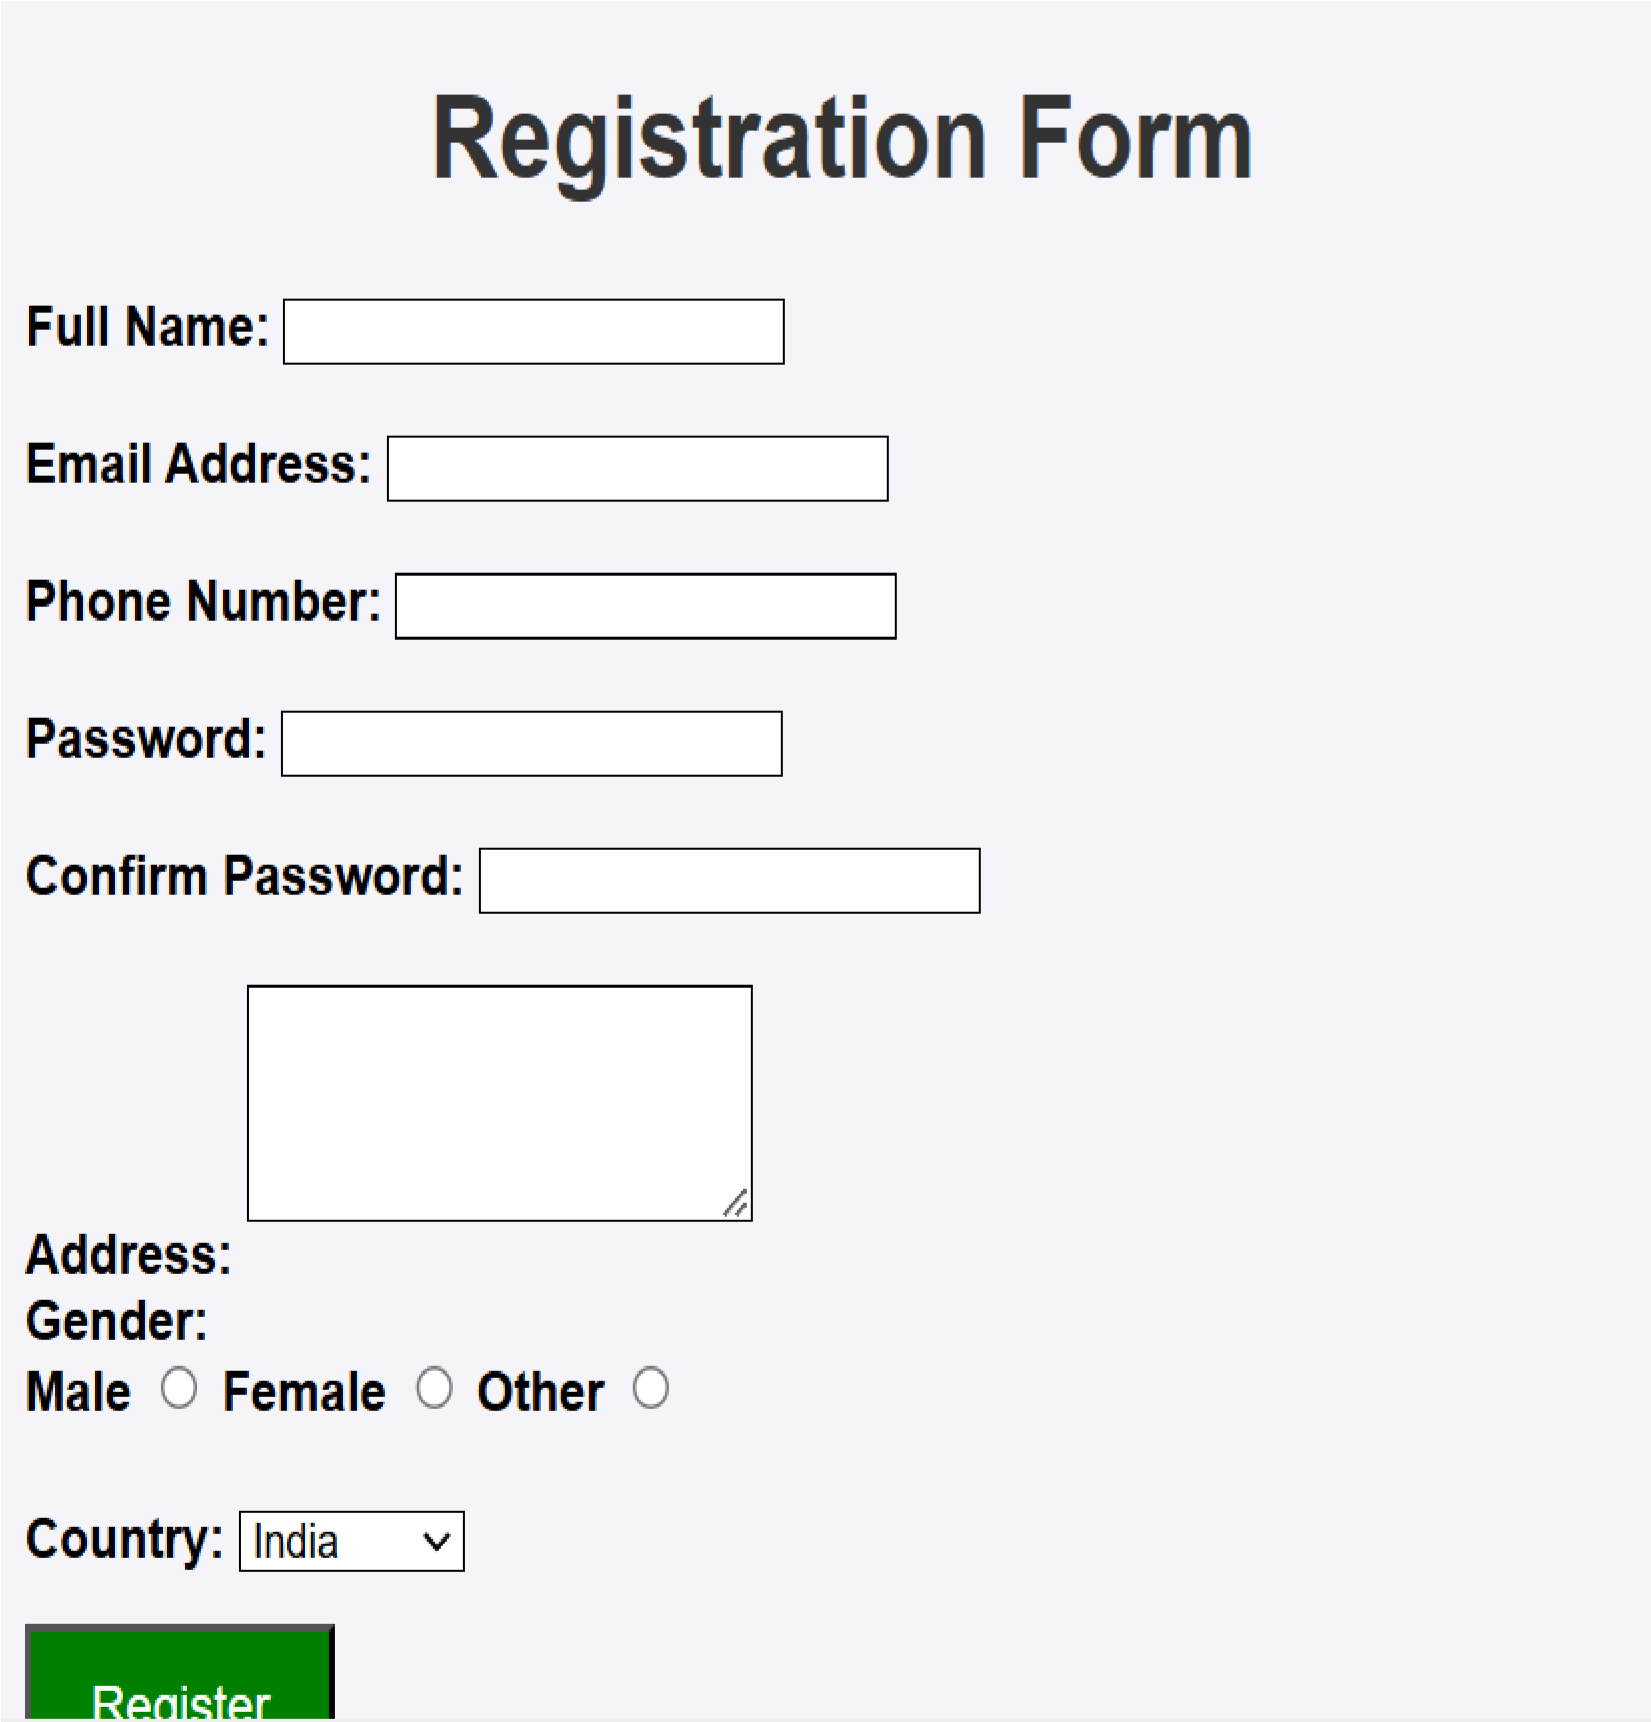 Registration Form
Full Name:
Email Address:
Phone Number:
Password:
Confirm Password:
Address:
Gender:
Male Female Other
Country: India
Register